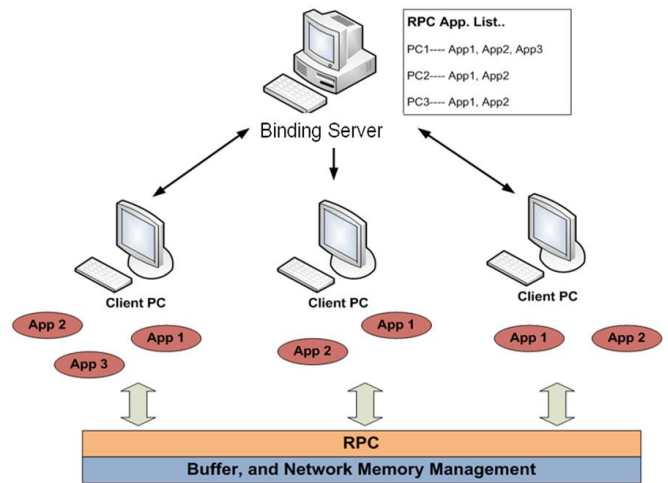 RPC App. List..
PC1---- App1, App2, App3
PC2---- App1, App2
PC3---- App1, App2
Binding Server
Client PC
Client PC
Client PC
App 2
App 1
App 3
App 1
App 2
App 1
App 2
RPC
Buffer, and Network Memory Management